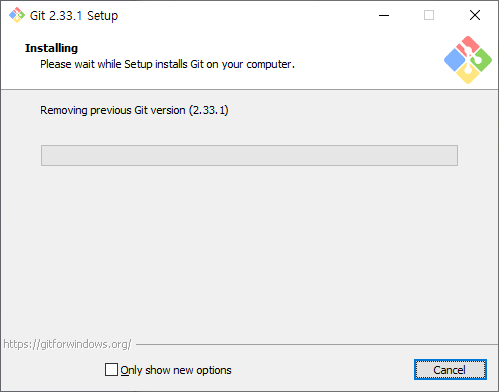 Git 2.33.1 Setup
Installing
Please wait while Setup installs Git on your computer.
Removing previous Git version (2.33.1)
https://gitforwindows.org/
Only show new options
Cancel